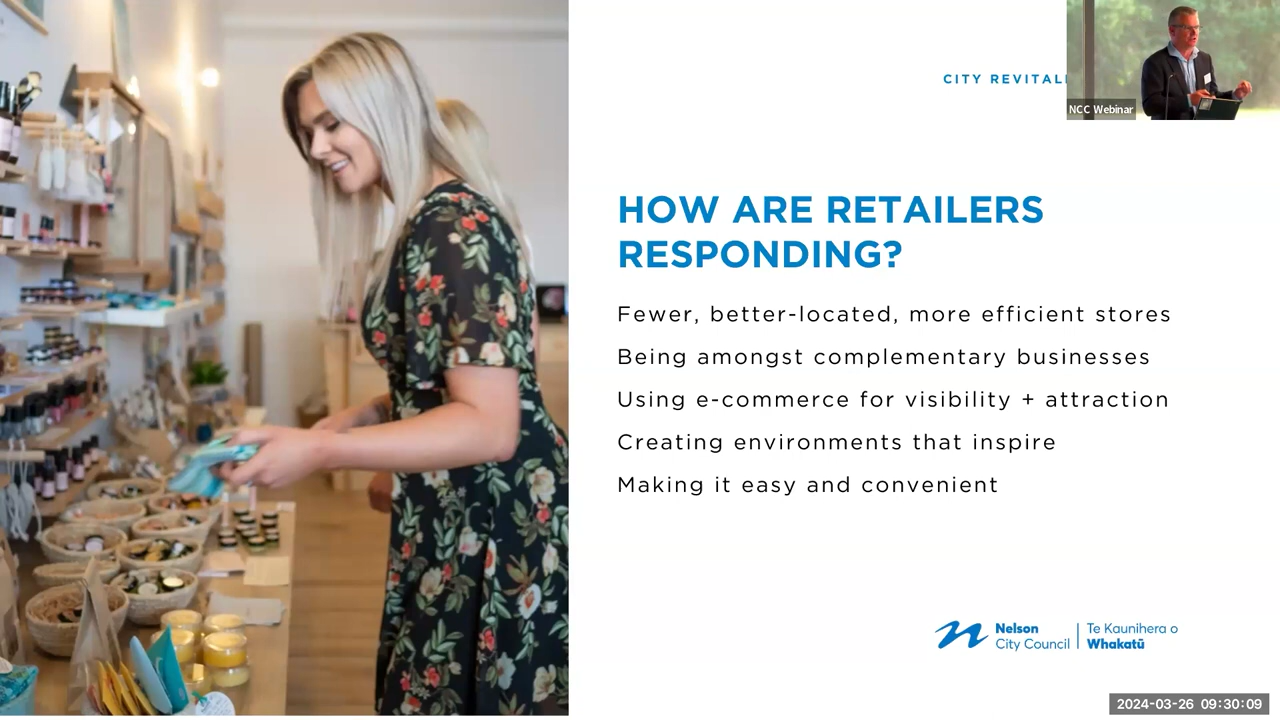 CITY REVITAL
NCC Webinar
HOW ARE RETAILERS
RESPONDING?
Fewer, better-located, more efficient stores
Being amongst complementary businesses
Using e-commerce for visibility + attraction
Creating environments that inspire
Making it easy and convenient
Nelson
City Council
Te Kaunihera o
Whakatū
2024-03-26 09:30:09